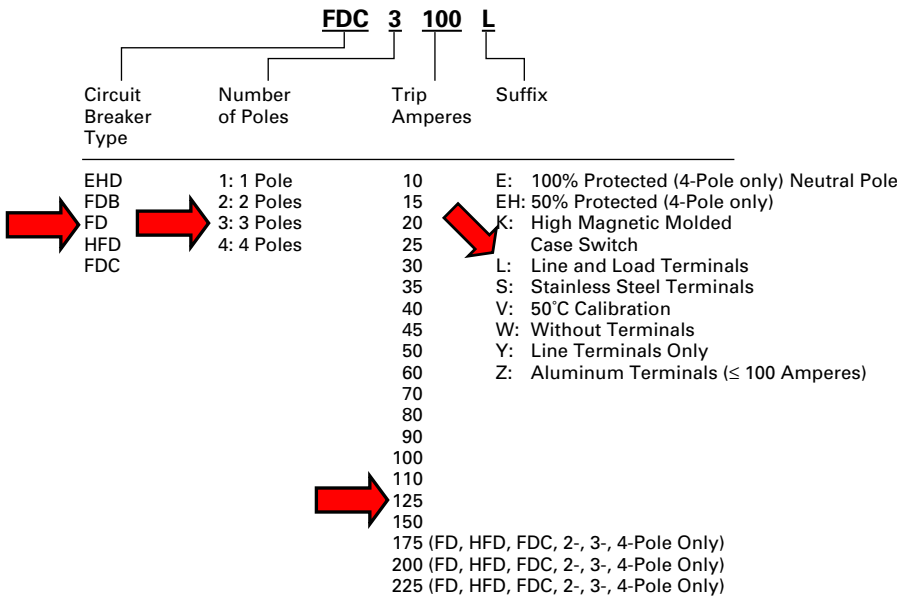 FDC 3 100 L
Circuit Breaker Type
Number of Poles
Trip Amperes
Suffix
EHD
FDB
FD
HFD
FDC
1: 1 Pole
2: 2 Poles
3: 3 Poles
4: 4 Poles
10
15
20
25
30
35
40
45
50
60
70
80
90
100
110
125
150
175 (FD, HFD, FDC, 2-, 3-, 4-Pole Only)
200 (FD, HFD, FDC, 2-, 3-, 4-Pole Only)
225 (FD, HFD, FDC, 2-, 3-, 4-Pole Only)
E: 100% Protected (4-Pole only) Neutral Pole
EH: 50% Protected (4-Pole only)
K: High Magnetic Molded
Case Switch
L: Line and Load Terminals
S: Stainless Steel Terminals
V: 50°C Calibration
W: Without Terminals
Y: Line Terminals Only
Z: Aluminum Terminals (≤ 100 Amperes)